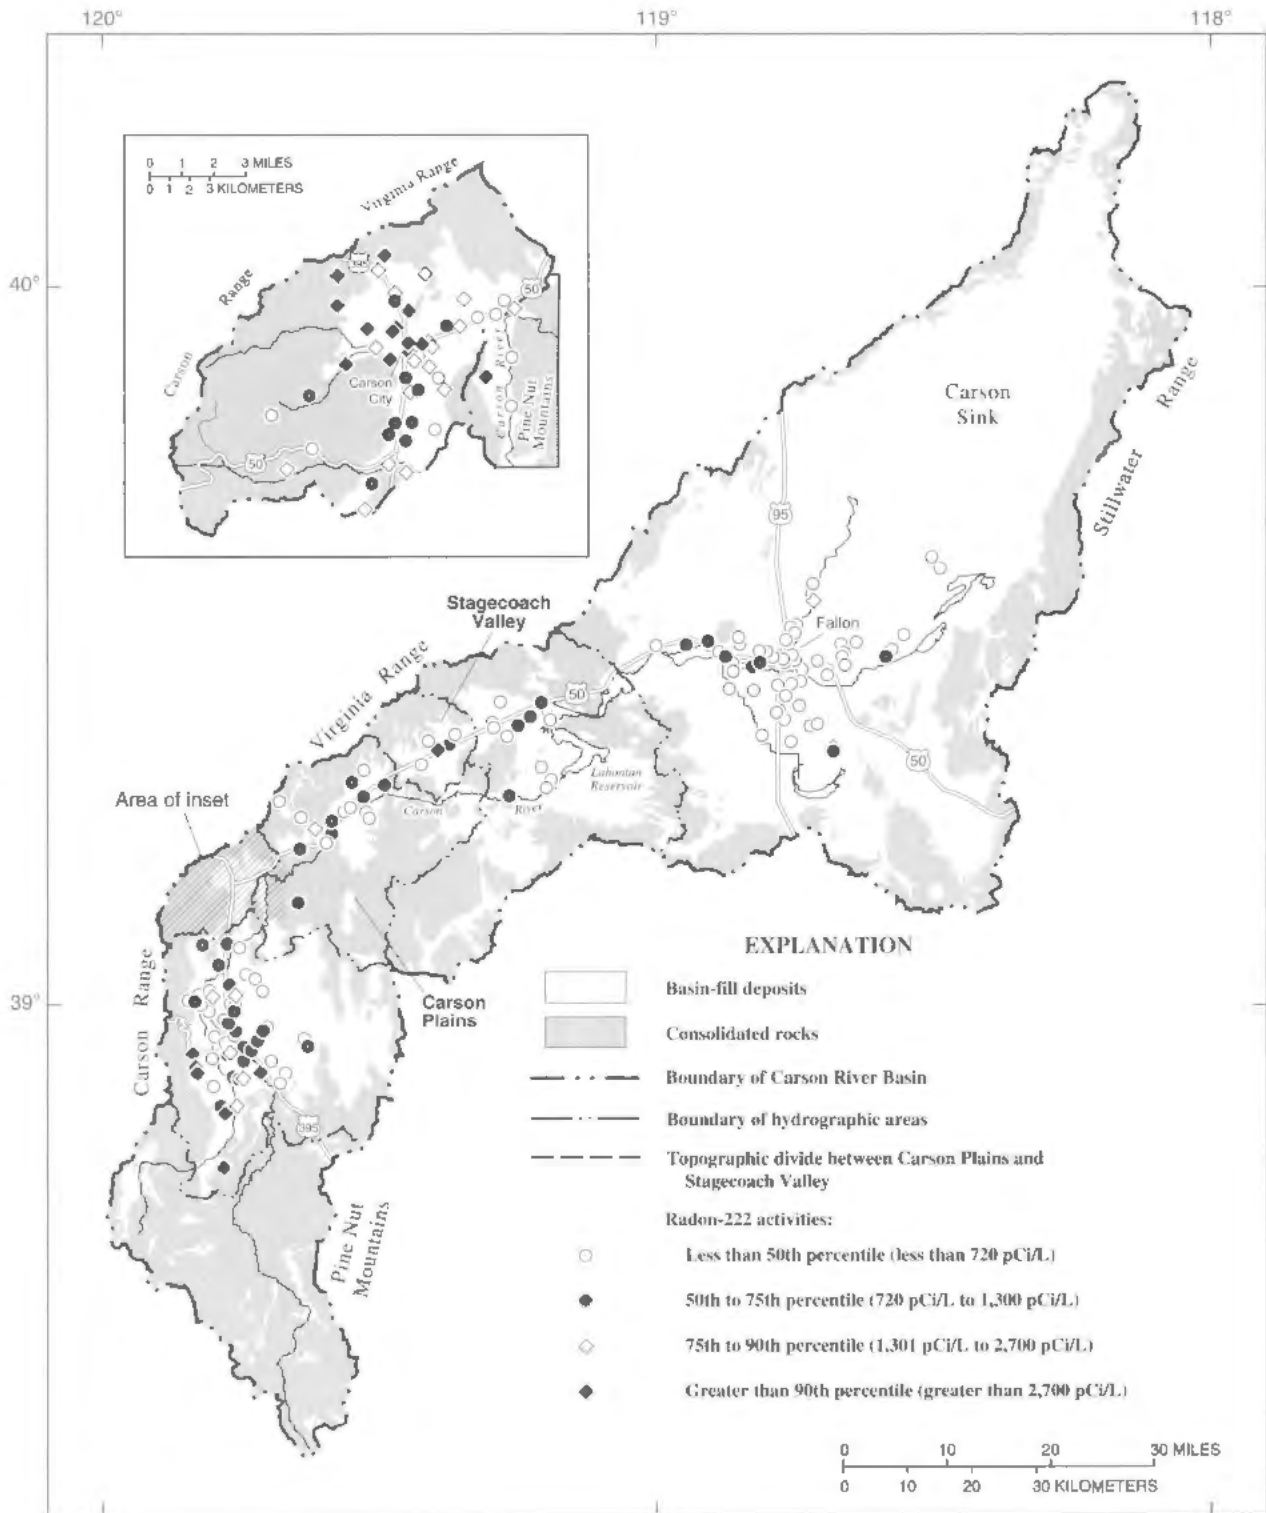 120°
119°
118°
40°
39°
0 1 2 3 MILES
0 1 2 3 KILOMETERS
Virginia Range
Carson Range
395
50
Carson
City
Carson River
Pine Nut
Mountains
50
Carson
Sink
Stillwater Range
95
Fallon
Stagecoach
Valley
Virginia Range
50
50
Lahontan
Reservoir
Carson River
Area of inset
Carson Range
Carson
Plains
395
Pine Nut
Mountains
EXPLANATION
Basin-fill deposits
Consolidated rocks
Boundary of Carson River Basin
Boundary of hydrographic areas
Topographic divide between Carson Plains and
Stagecoach Valley
Radon-222 activities:
Less than 50th percentile (less than 720 pCi/L)
50th to 75th percentile (720 pCi/L to 1,300 pCi/L)
75th to 90th percentile (1,301 pCi/L to 2,700 pCi/L)
Greater than 90th percentile (greater than 2,700 pCi/L)
0 10 20 30 MILES
0 10 20 30 KILOMETERS